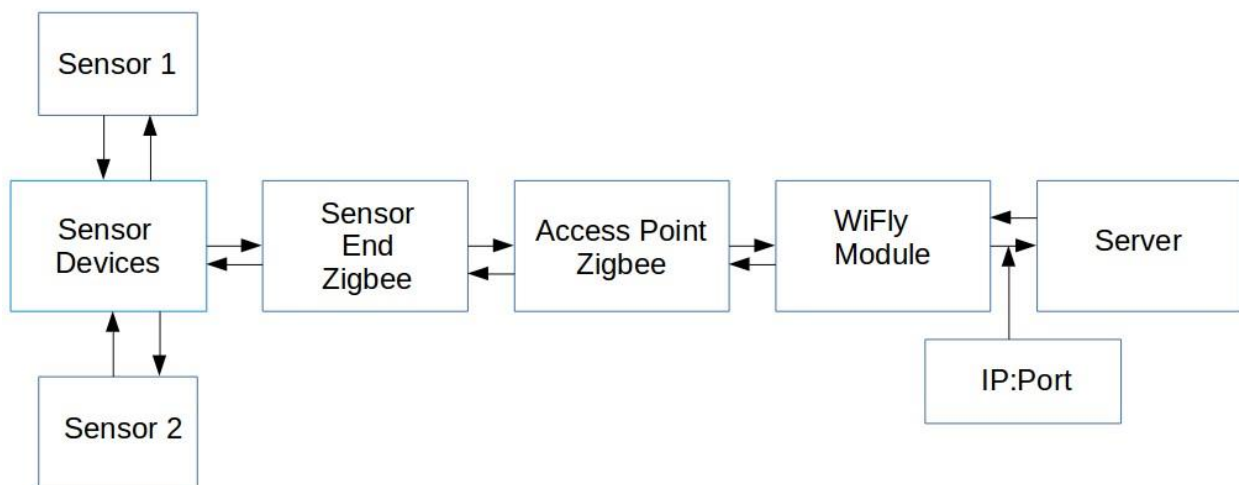 Sensor 1
Sensor
Devices
Sensor
End
Zigbee
Access Point
Zigbee
WiFly
Module
Server
Sensor 2
IP:Port